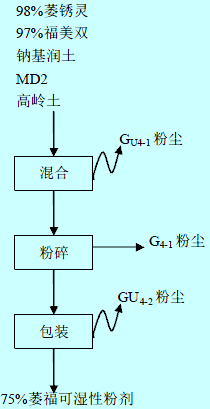 98%萎锈灵
97%福美双
钠基润土
MD2
高岭土
GU4-1 粉尘
混合
粉碎
G4-1 粉尘
GU4-2 粉尘
包装
75%萎福可湿性粉剂